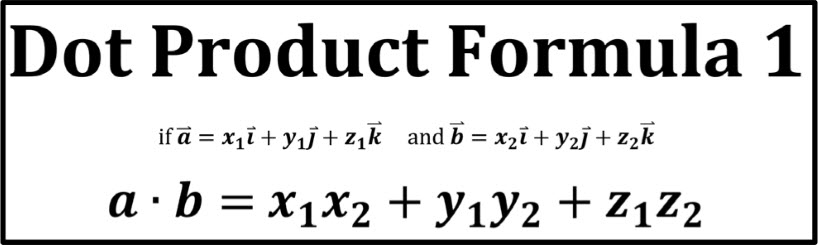 Dot Product Formula 1
if a⃗ = x₁i⃗ + y₁j⃗ + z₁k⃗ and b⃗ = x₂i⃗ + y₂j⃗ + z₂k⃗
a · b = x₁x₂ + y₁y₂ + z₁z₂